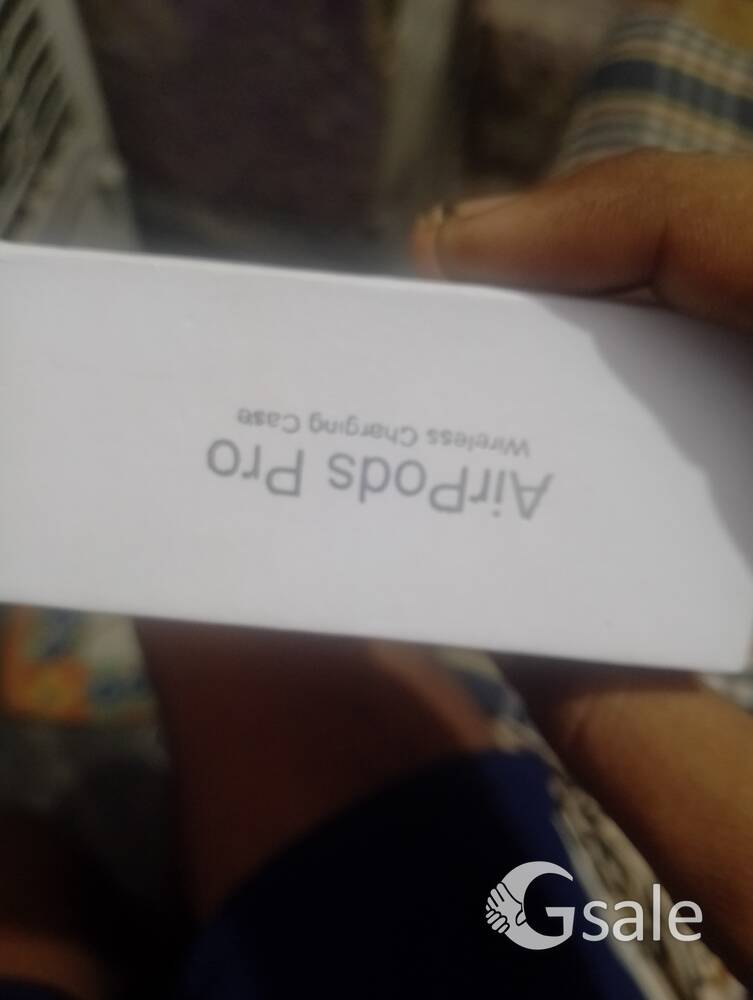 AirPods Pro
Wireless Charging Case
Gsale